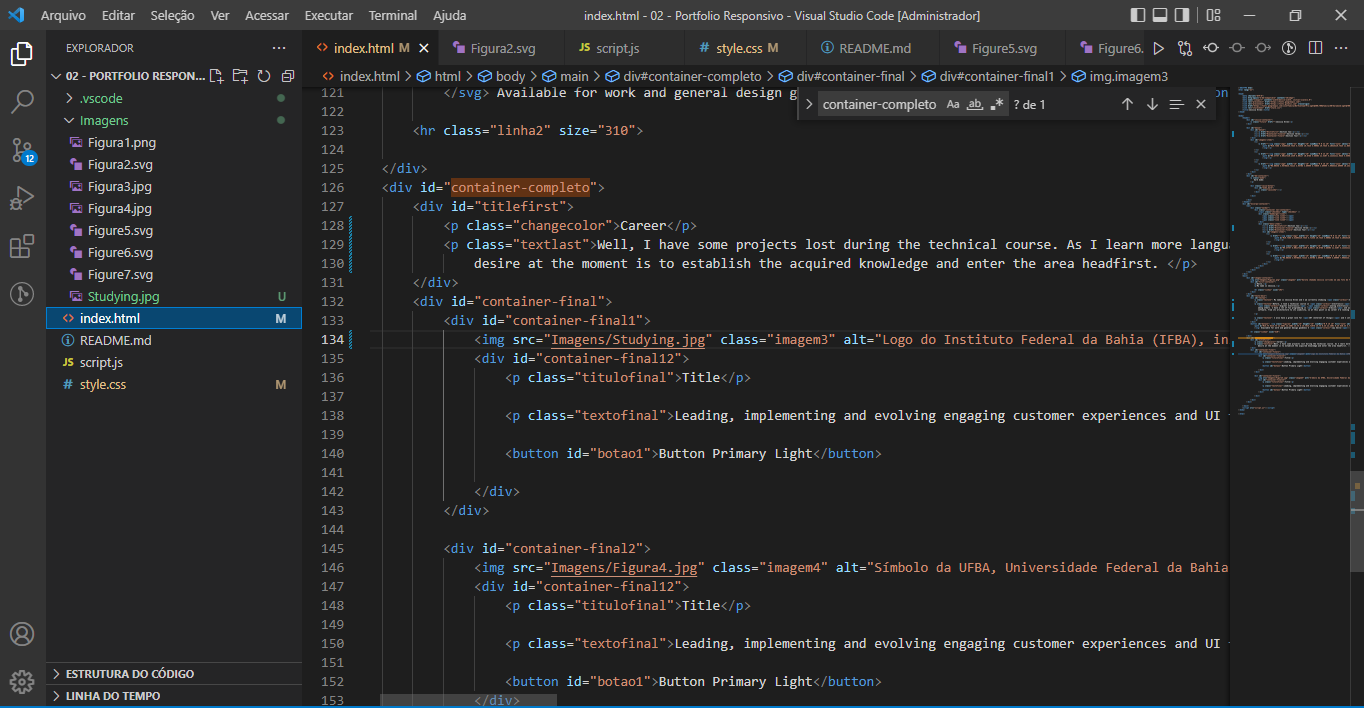 Arquivo Editar Seleção Ver Acessar Executar Terminal Ajuda index.html - 02 - Portfolio Responsivo - Visual Studio Code [Administrador]
EXPLORADOR
index.html M Figura2.svg JS script.js # style.css M README.md Figure5.svg Figure6.
02 - PORTFOLIO RESPON...
index.html > html > body > main > div#container-completo > div#container-final > div#container-final1 > img.imagem3
container-completo Aa ab ? de 1
.vscode
Imagens
Figura1.png
Figura2.svg
Figura3.jpg
Figura4.jpg
Figure5.svg
Figure6.svg
Figure7.svg
Studying.jpg U
index.html M
README.md
JS script.js
# style.css M
12
ESTRUTURA DO CÓDIGO
LINHA DO TEMPO
121 </svg> Available for work and general design g on
122
123 <hr class="linha2" size="310">
124
125 </div>
126 <div id="container-completo">
127 <div id="titlefirst">
128 <p class="changecolor">Career</p>
129 <p class="textlast">Well, I have some projects lost during the technical course. As I learn more langu
130 desire at the moment is to establish the acquired knowledge and enter the area headfirst. </p>
131 </div>
132 <div id="container-final">
133 <div id="container-final1">
134 <img src="Imagens/Studying.jpg" class="imagem3" alt="Logo do Instituto Federal da Bahia (IFBA), in
135 <div id="container-final12">
136 <p class="titulofinal">Title</p>
137
138 <p class="textofinal">Leading, implementing and evolving engaging customer experiences and UI
139
140 <button id="botao1">Button Primary Light</button>
141
142 </div>
143 </div>
144
145 <div id="container-final2">
146 <img src="Imagens/Figura4.jpg" class="imagem4" alt="Símbolo da UFBA, Universidade Federal da Bahia
147 <div id="container-final12">
148 <p class="titulofinal">Title</p>
149
150 <p class="textofinal">Leading, implementing and evolving engaging customer experiences and UI
151
152 <button id="botao1">Button Primary Light</button>
153 </div>